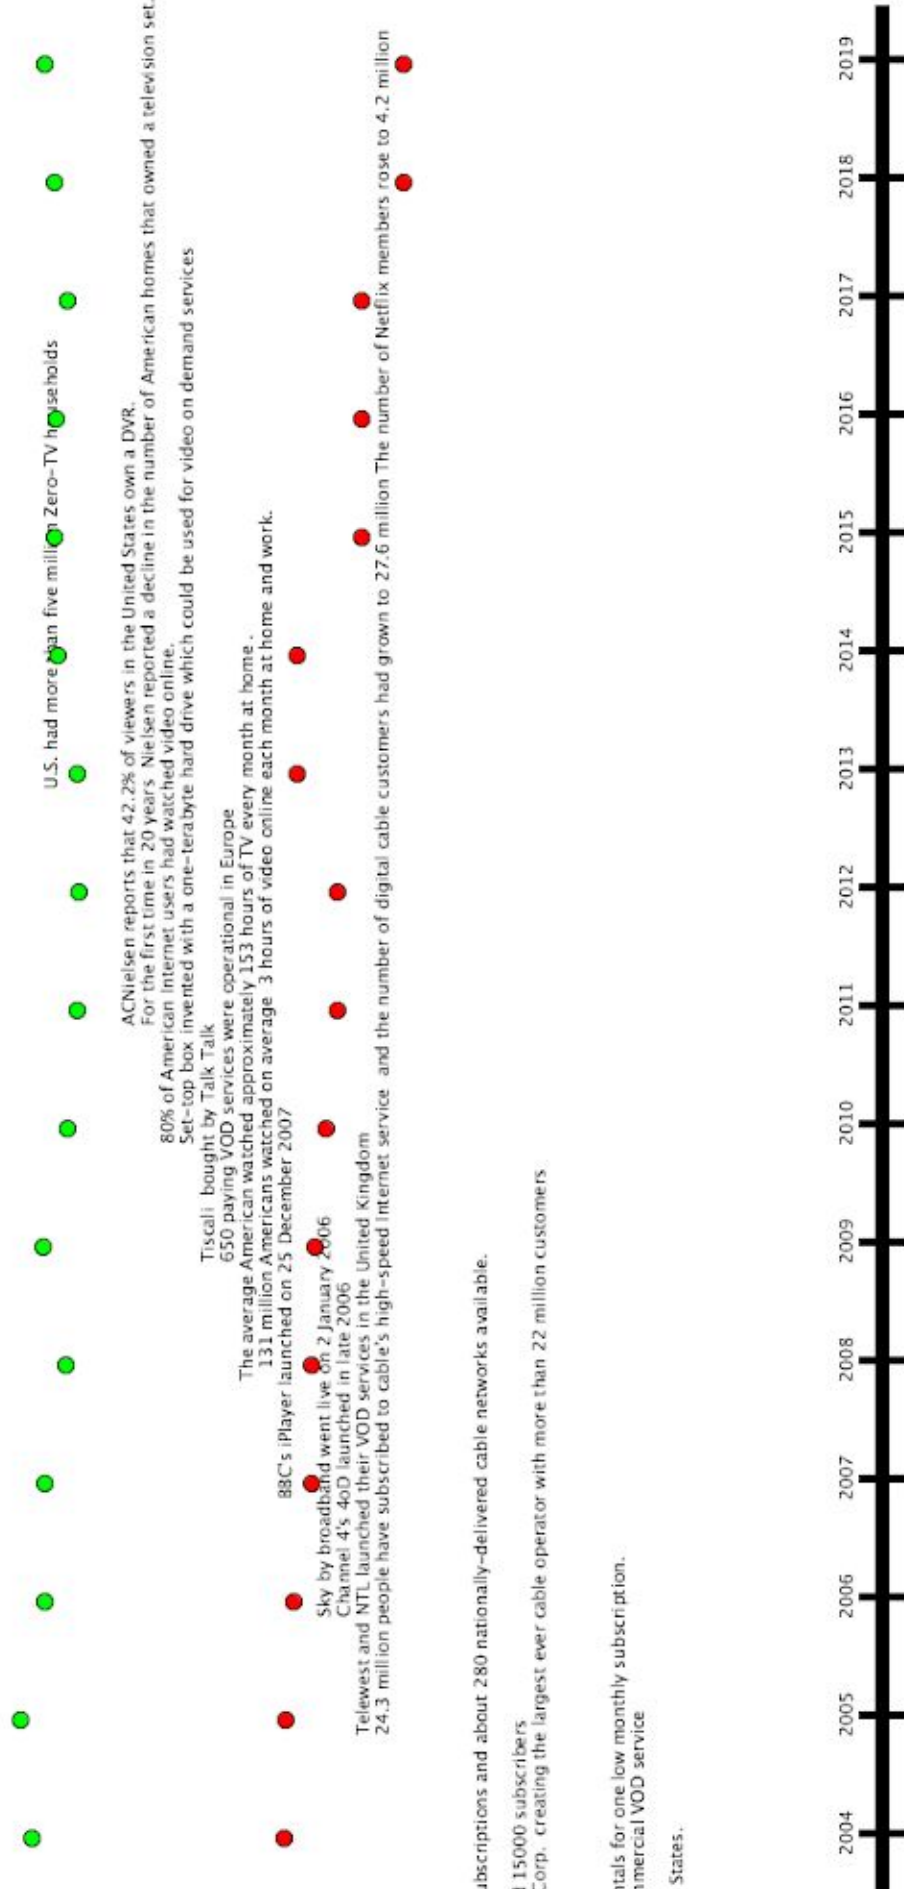 U.S. had more than five million Zero-TV households
ACNielsen reports that 42.2% of viewers in the United States own a DVR.
For the first time in 20 years Nielsen reported a decline in the number of American homes that owned a television set.
80% of American Internet users had watched video online.
Set-top box invented with a one-terabyte hard drive which could be used for video on demand services
Tiscali bought by Talk Talk
650 paying VOD services were operational in Europe
The average American watched approximately 153 hours of TV every month at home.
131 million Americans watched on average 3 hours of video online each month at home and work.
BBC's iPlayer launched on 25 December 2007
Sky by broadband went live on 2 January 2006
Channel 4's 4oD launched in late 2006
Telewest and NTL launched their VOD services in the United Kingdom
24.3 million people have subscribed to cable's high-speed Internet service and the number of digital cable customers had grown to 27.6 million The number of Netflix members rose to 4.2 million
ubscriptions and about 280 nationally-delivered cable networks available.
15000 subscribers
Corp. creating the largest ever cable operator with more than 22 million customers
tals for one low monthly subscription.
mmercial VOD service
States.
2004 2005 2006 2007 2008 2009 2010 2011 2012 2013 2014 2015 2016 2017 2018 2019